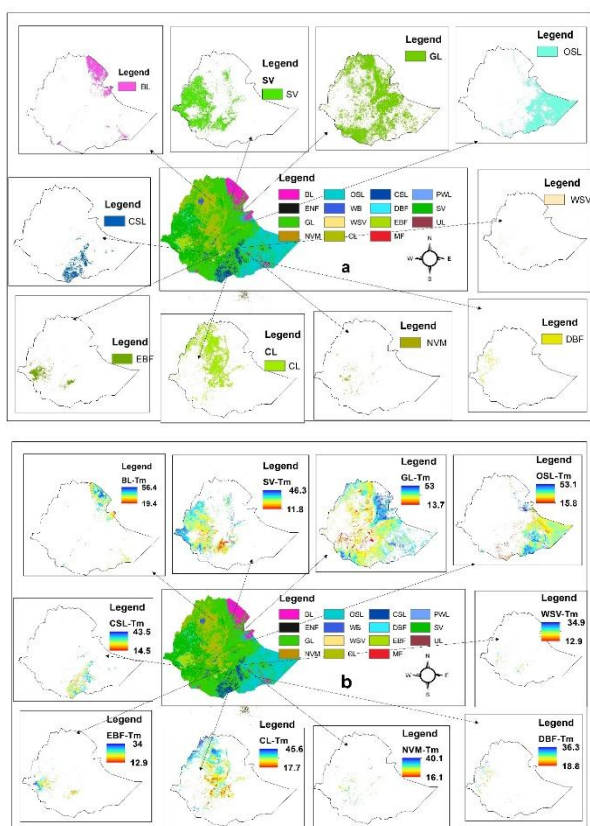 Legend
BL
Legend
SV
SV
Legend
GL
Legend
OSL
Legend
CSL
Legend
BL OSL CSL PWL
ENF WB DBF SV
GL WSV EBF UL
NVM CL MF
a
N
W E
S
Legend
WSV
Legend
EBF
Legend
CL
CL
Legend
NVM
Legend
DBF
Legend
BL-Tm
56.4
19.4
Legend
SV-Tm
46.3
11.8
Legend
GL-Tm
53
13.7
Legend
OSL-Tm
53.1
15.8
Legend
CSL-Tm
43.5
14.5
Legend
BL OSL CSL PWL
ENF WB DBF SV
GL WSV EBF UL
NVM CL MF
b
N
W E
S
Legend
WSV-Tm
34.9
12.9
Legend
EBF-Tm
34
12.9
Legend
CL-Tm
45.6
17.7
Legend
NVM-Tm
40.1
16.1
Legend
DBF-Tm
36.3
18.8